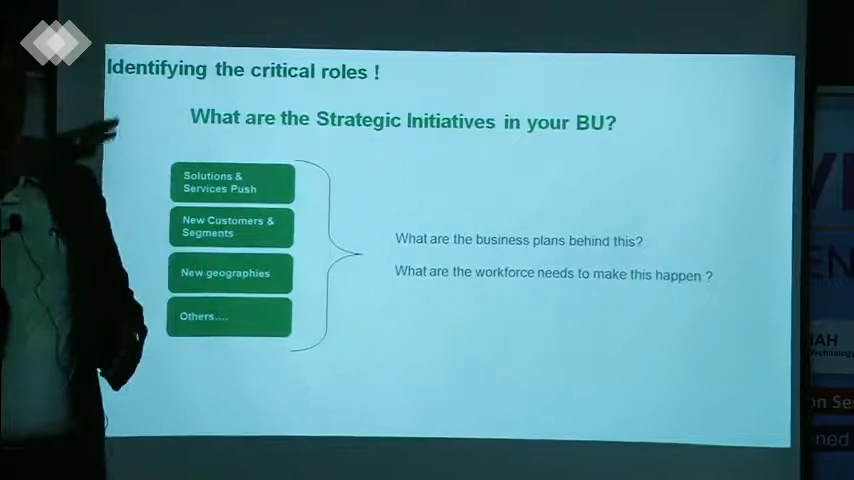 Identifying the critical roles !
What are the Strategic Initiatives in your BU?
Solutions &
Services Push
New Customers &
Segments
New geographies
Others....
What are the business plans behind this?
What are the workforce needs to make this happen ?
Technology